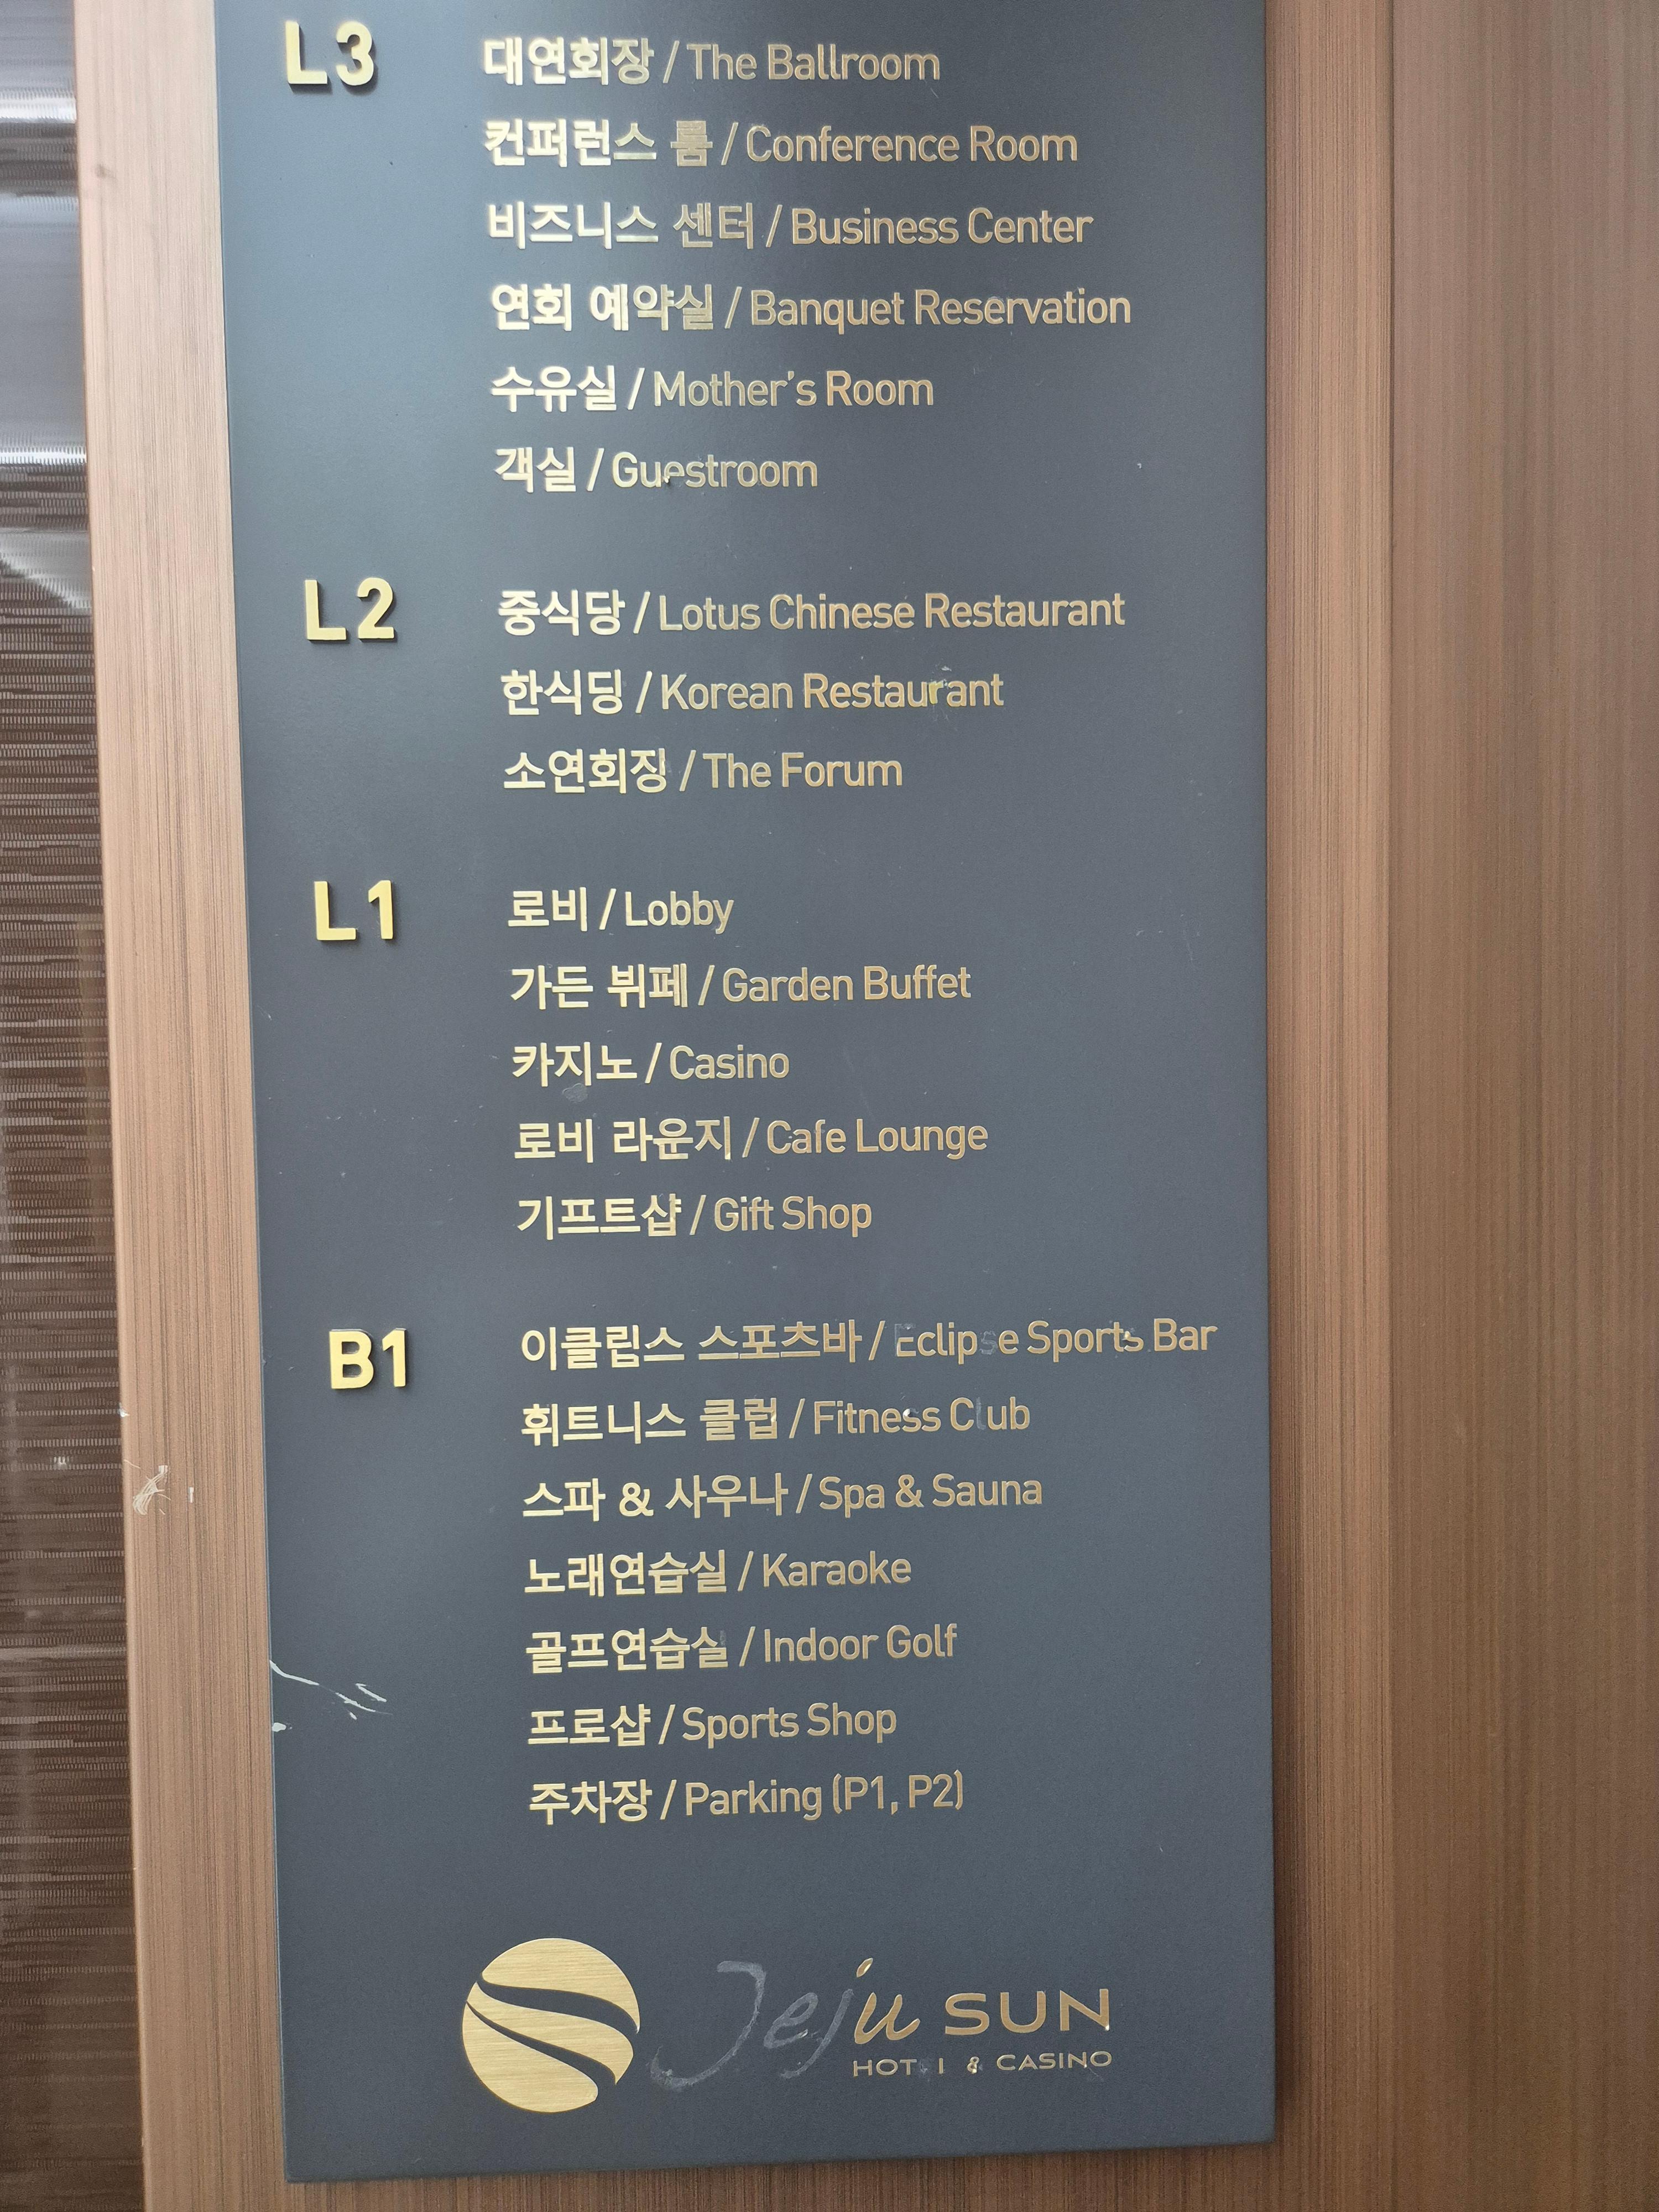 L3
대연회장 / The Ballroom
컨퍼런스 룸 / Conference Room
비즈니스 센터 / Business Center
연회 예약실 / Banquet Reservation
수유실 / Mother's Room
객실 / Guestroom
L2
중식당 / Lotus Chinese Restaurant
한식딩 / Korean Restaurant
소연회징 / The Forum
L1
로비 / Lobby
가든 뷔페 / Garden Buffet
카지노 / Casino
로비 라운지 / Cafe Lounge
기프트샵 / Gift Shop
B1
이클립스 스포츠바 / Eclipse Sports Bar
휘트니스 클럽 / Fitness Club
스파 & 사우나 / Spa & Sauna
노래연습실 / Karaoke
골프연습실 / Indoor Golf
프로샵 / Sports Shop
주차장 / Parking (P1, P2)
Jeju SUN
HOT I & CASINO